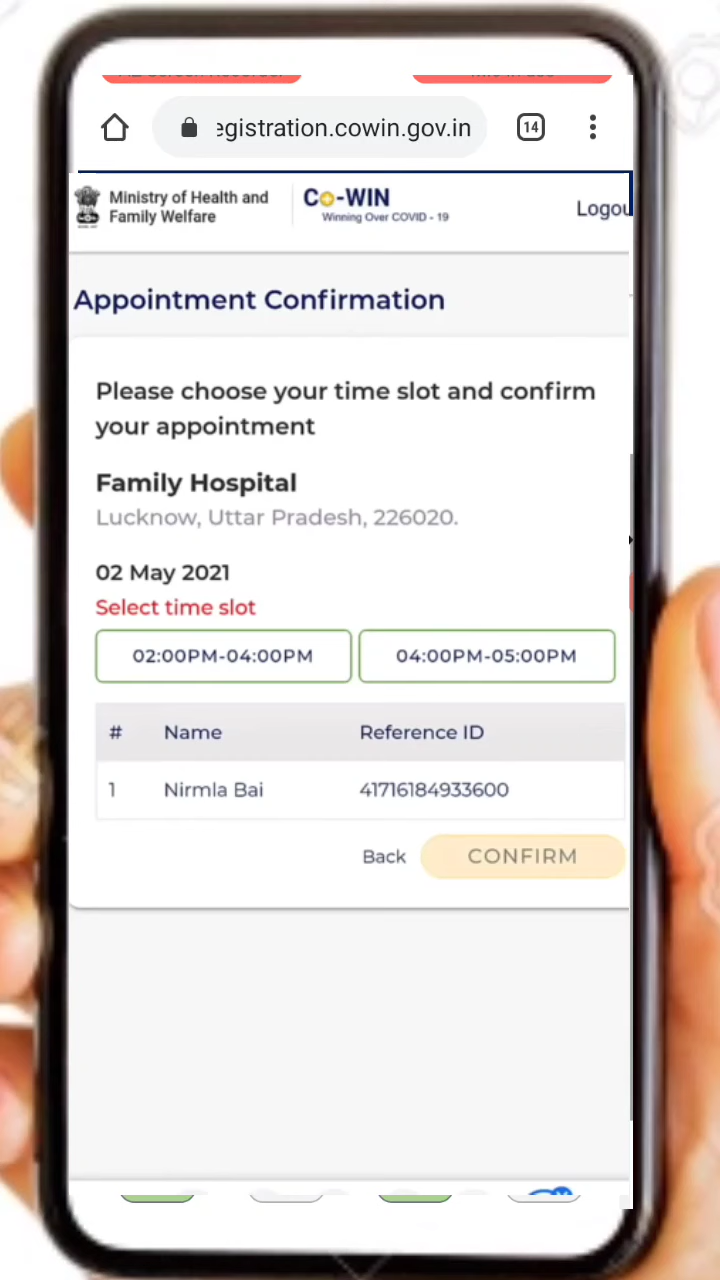 egistration.cowin.gov.in
14
Ministry of Health and
Family Welfare
Co-WIN
Winning Over COVID - 19
Logou
Appointment Confirmation
Please choose your time slot and confirm
your appointment
Family Hospital
Lucknow, Uttar Pradesh, 226020.
02 May 2021
Select time slot
02:00PM-04:00PM 04:00PM-05:00PM
# Name Reference ID
1 Nirmla Bai 41716184933600
Back CONFIRM